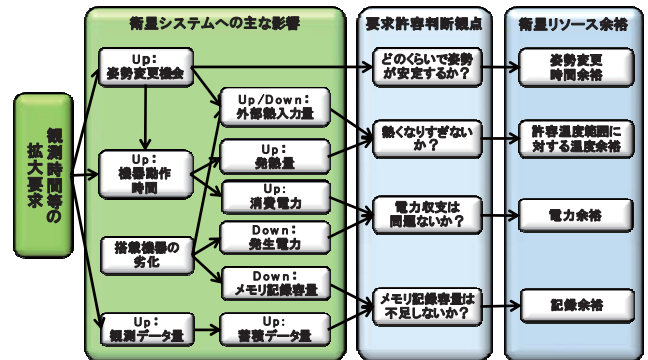 観測時間等の
拡大要求
衛星システムへの主な影響
Up：
姿勢変更機会
Up：
機器動作
時間
搭載機器の
劣化
Up：
観測データ量
Up/Down：
外部熱入力量
Up：
発熱量
Up：
消費電力
Down：
発生電力
Down：
メモリ記録容量
Up：
蓄積データ量
要求許容判断観点
どのくらいで姿勢
が安定するか？
熱くなりすぎない
か？
電力収支は
問題ないか？
メモリ記録容量は
不足しないか？
衛星リソース余裕
姿勢変更
時間余裕
許容温度範囲に
対する温度余裕
電力余裕
記録余裕